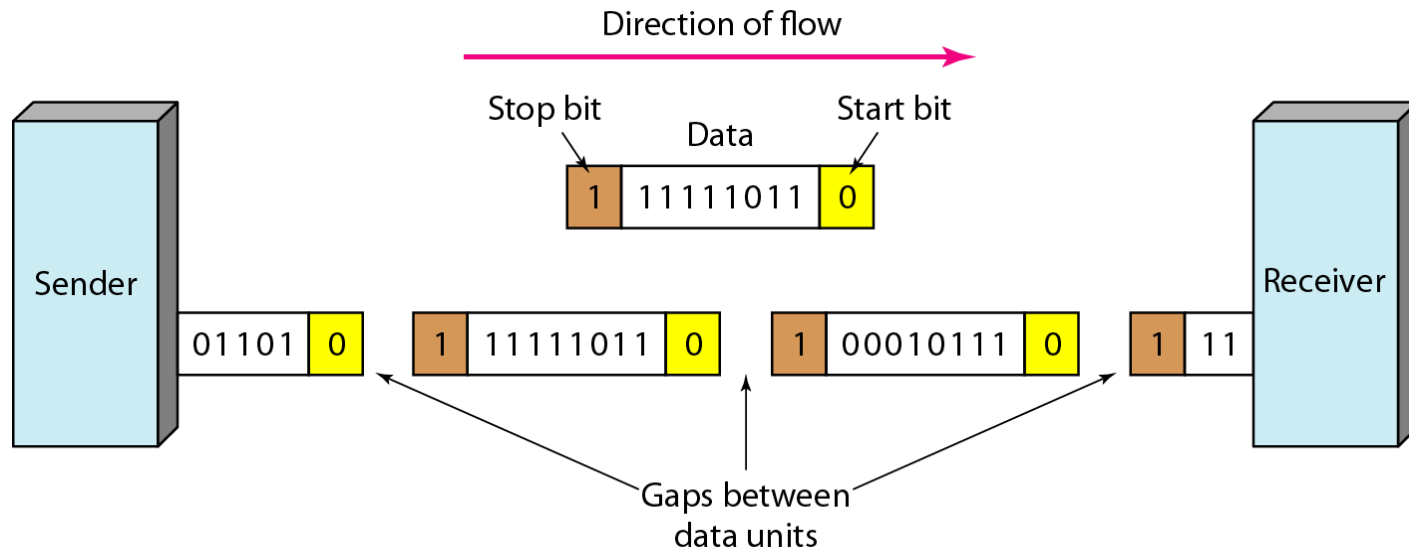 Direction of flow
Stop bit
Start bit
Data
1 11111011 0
Sender
Receiver
01101 0
1 11111011 0
1 00010111 0
1 11
Gaps between
data units